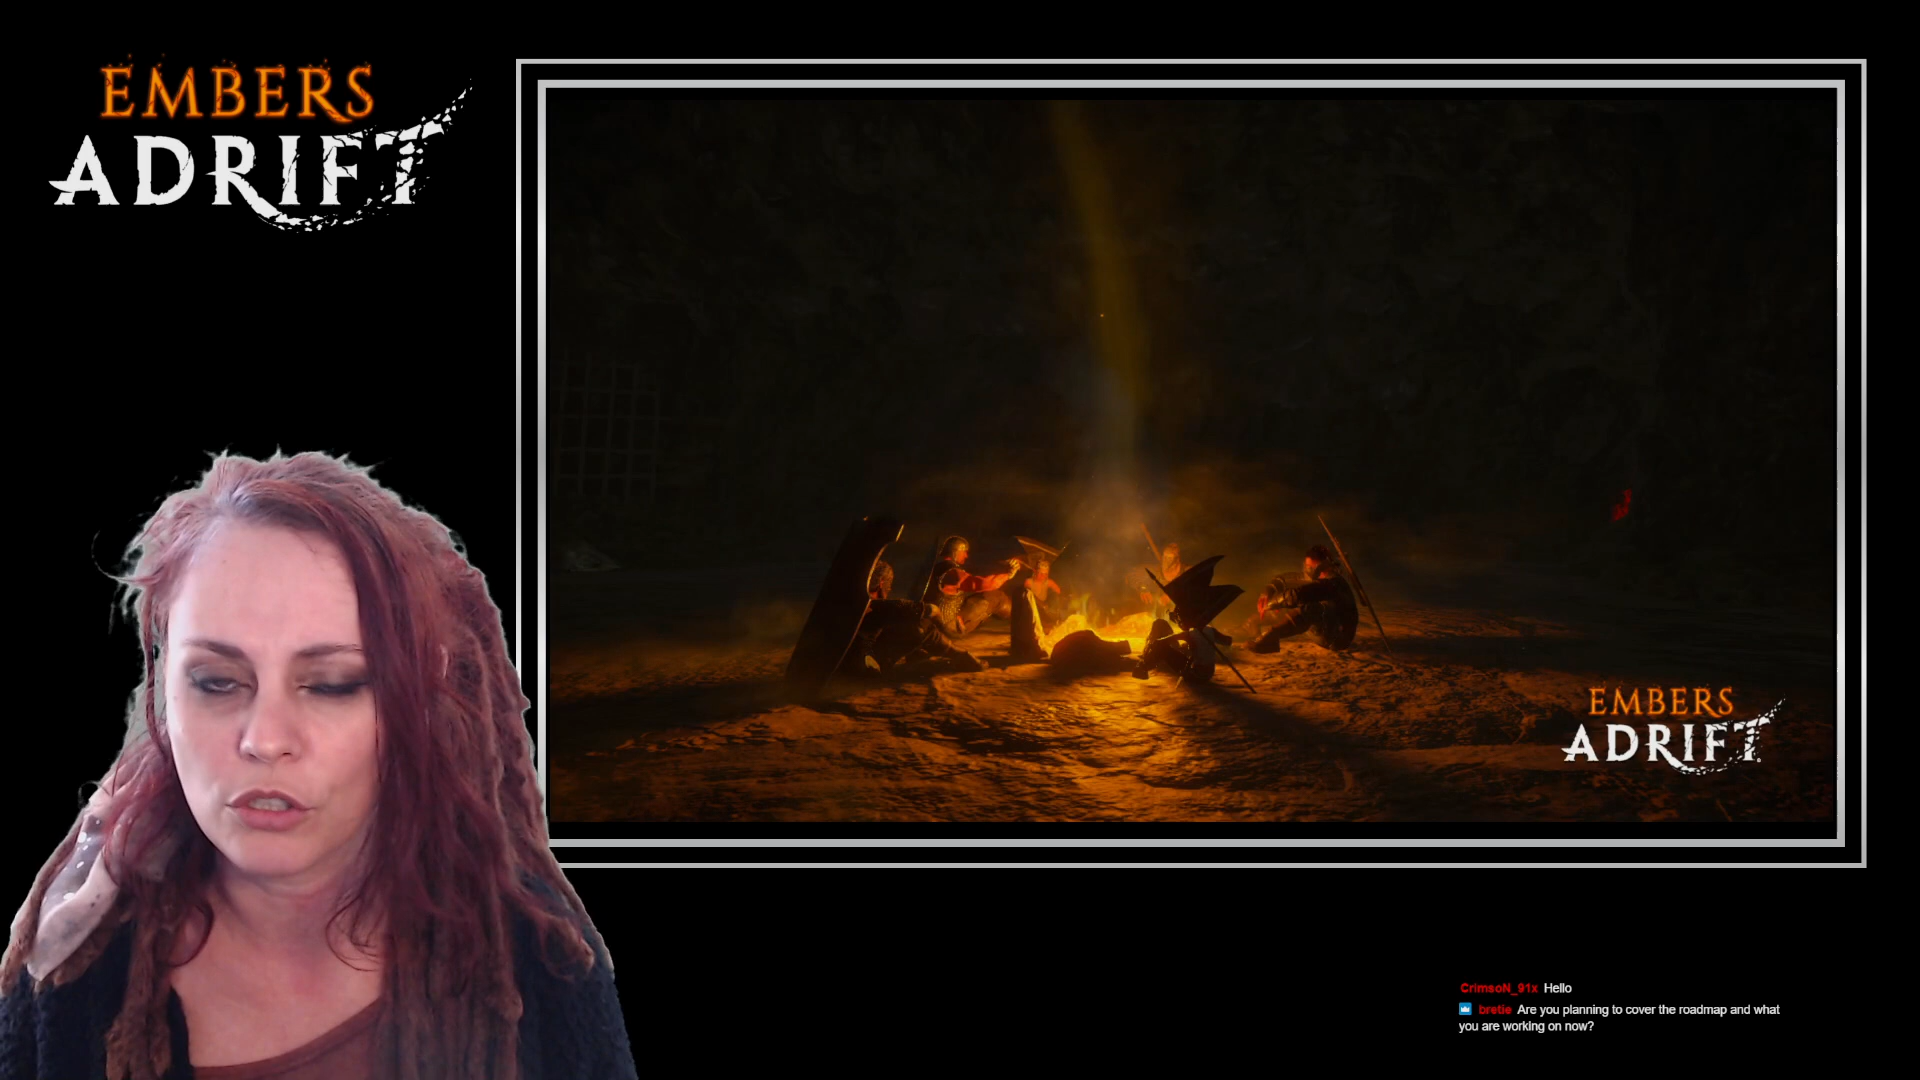 EMBERS
ADRIFT
EMBERS
ADRIFT
CrimsoN_91x Hello
bretie Are you planning to cover the roadmap and what
you are working on now?